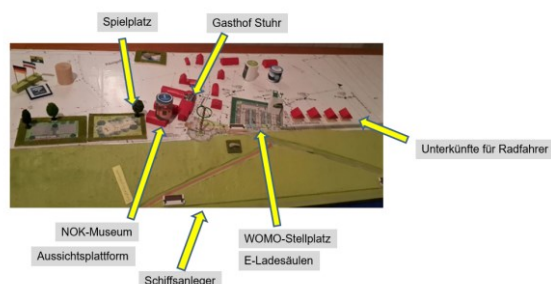 Spielplatz
Gasthof Stuhr
Unterkünfte für Radfahrer
NOK-Museum
Aussichtsplattform
WOMO-Stellplatz
E-Ladesäulen
Schiffsanleger